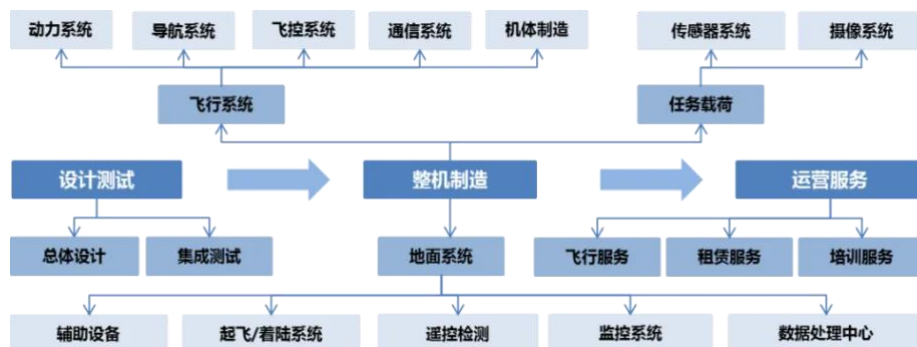 动力系统
导航系统
飞控系统
通信系统
机体制造
传感器系统
摄像系统
飞行系统
任务载荷
设计测试
整机制造
运营服务
总体设计
集成测试
地面系统
飞行服务
租赁服务
培训服务
辅助设备
起飞/着陆系统
遥控检测
监控系统
数据处理中心